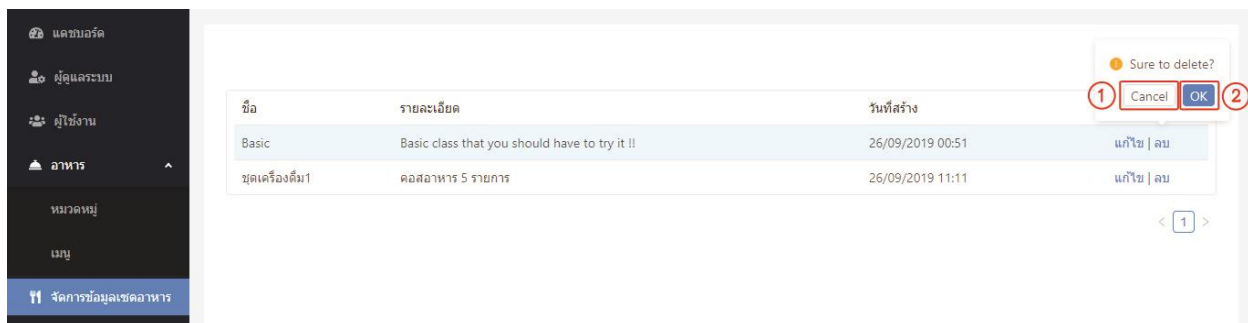 แดชบอร์ด
ผู้ดูแลระบบ
ผู้ใช้งาน
อาหาร
หมวดหมู่
เมนู
จัดการข้อมูลเซตอาหาร
Sure to delete?
1 Cancel OK 2
ชื่อ รายละเอียด วันที่สร้าง
Basic Basic class that you should have to try it !! 26/09/2019 00:51 แก้ไข | ลบ
ชุดเครื่องดื่ม1 คอสอาหาร 5 รายการ 26/09/2019 11:11 แก้ไข | ลบ
< 1 >